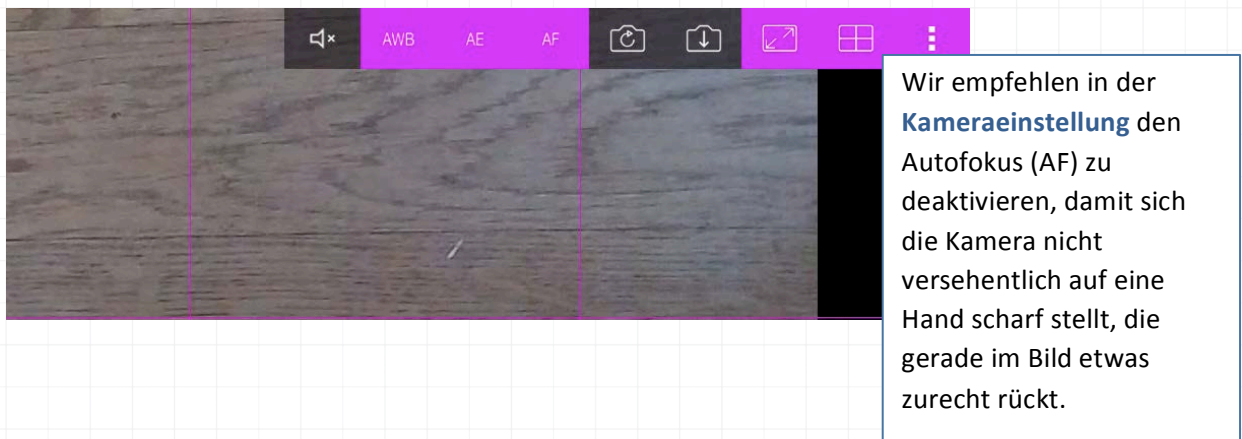 AWB AE AF
Wir empfehlen in der
Kameraeinstellung den
Autofokus (AF) zu
deaktivieren, damit sich
die Kamera nicht
versehentlich auf eine
Hand scharf stellt, die
gerade im Bild etwas
zurecht rückt.